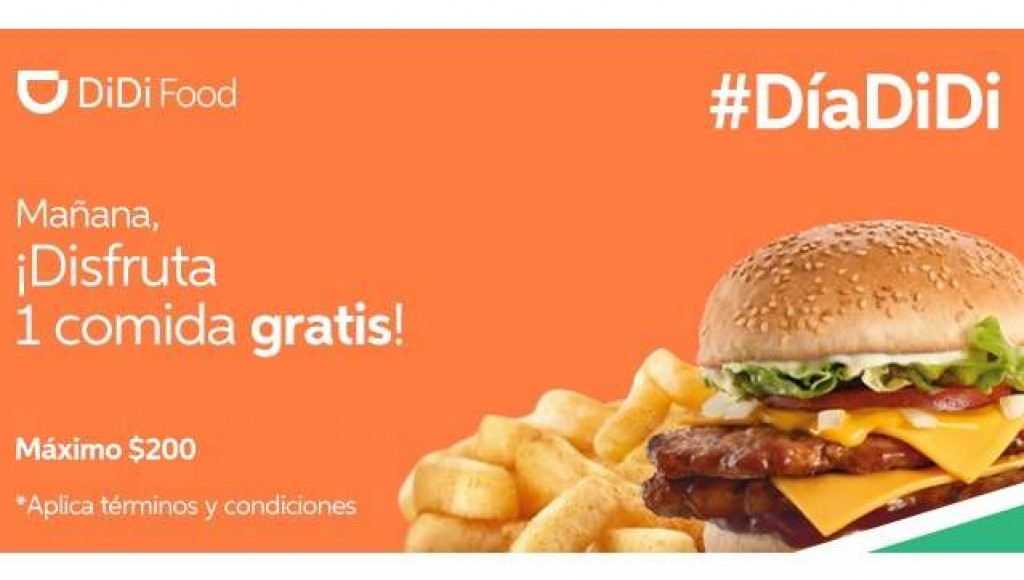 DiDi Food
#DíaDiDi
Mañana,
¡Disfruta
1 comida gratis!
Máximo $200
*Aplica términos y condiciones